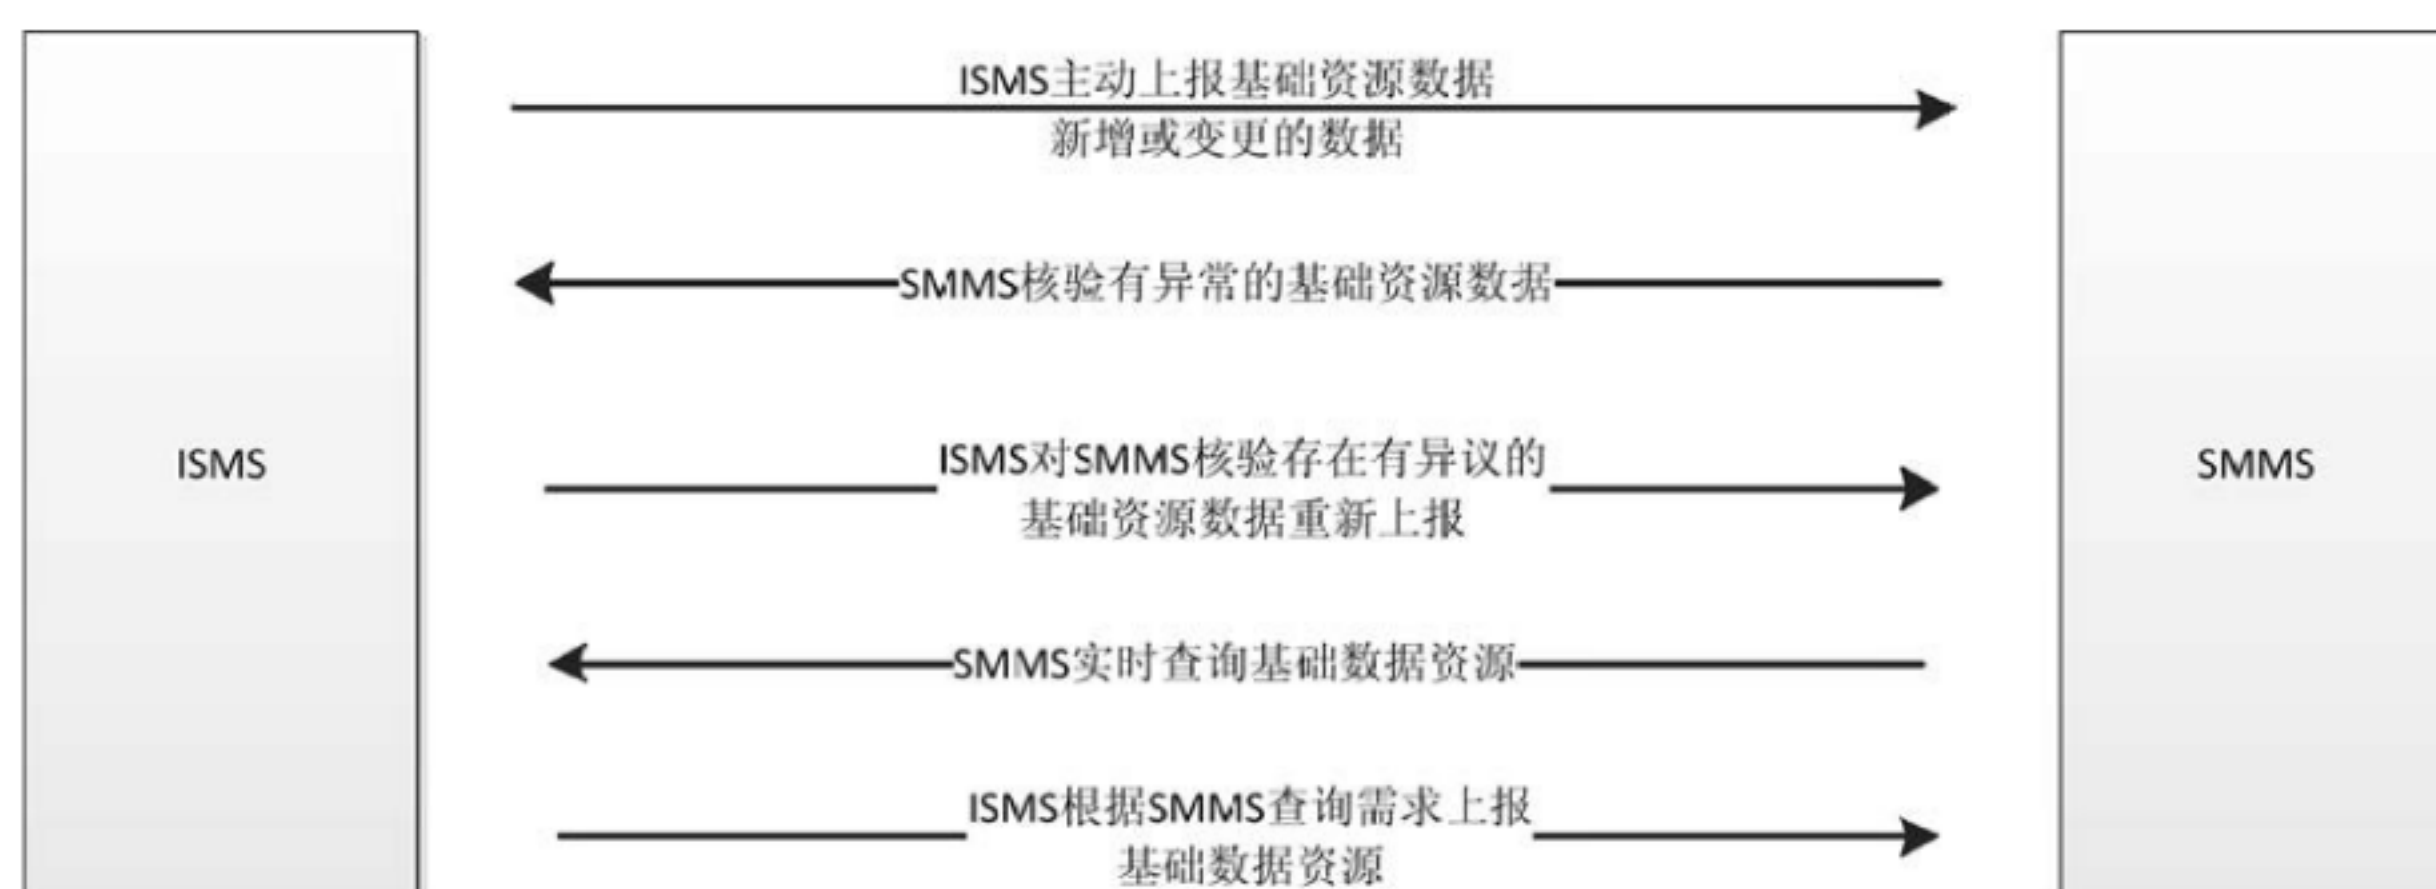 ISMS主动上报基础资源数据
新增或变更的数据
SMMS核验有异常的基础资源数据
ISMS对SMMS核验存在有异议的
基础资源数据重新上报
ISMS
SMMS
SMMS实时查询基础数据资源
ISMS根据SMMS查询需求上报
基础数据资源